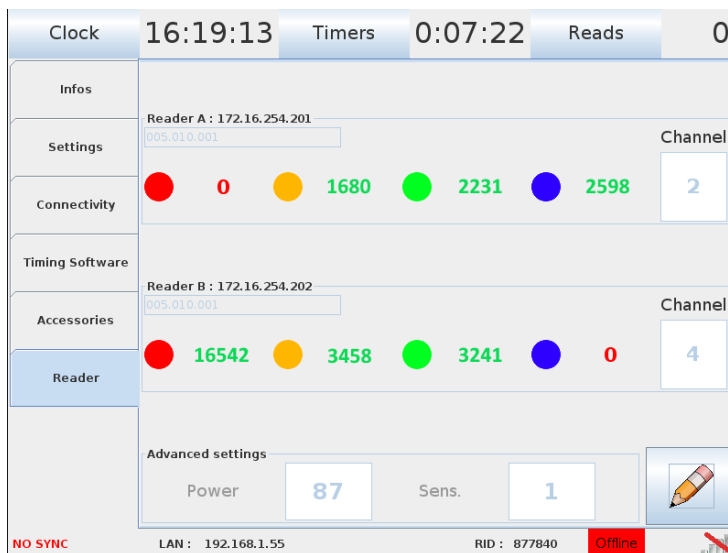 Clock 16:19:13 Timers 0:07:22 Reads 0
Infos
Settings
Connectivity
Timing Software
Accessories
Reader
Reader A : 172.16.254.201
005.010.001
Channel
0 1680 2231 2598 2
Reader B : 172.16.254.202
005.010.001
Channel
16542 3458 3241 0 4
Advanced settings
Power 87 Sens. 1
NO SYNC LAN : 192.168.1.55 RID : 877840 Offline